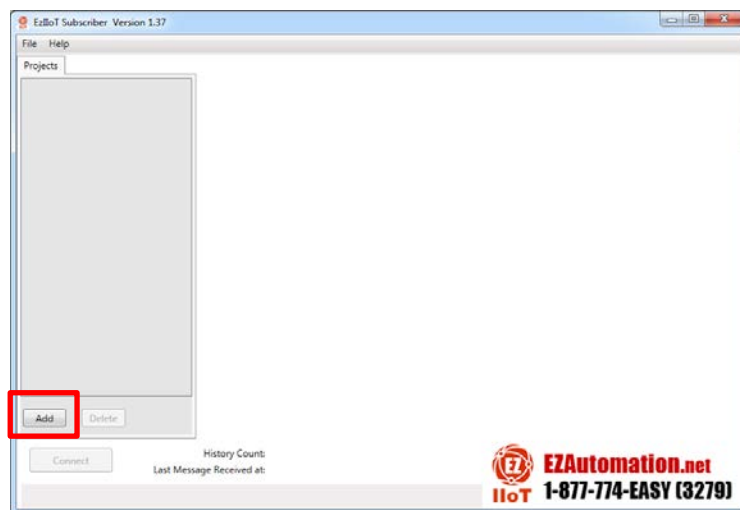 EzIIoT Subscriber Version 1.37
File Help
Projects
Add Delete
Connect
History Count:
Last Message Received at:
EZ
IIoT
EZAutomation.net
1-877-774-EASY (3279)